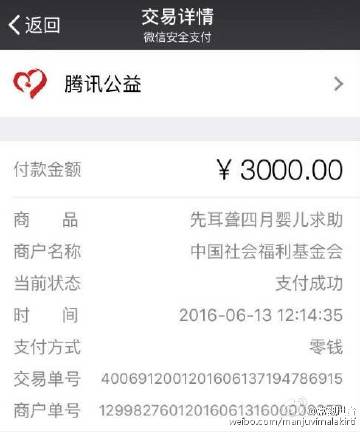 返回
交易详情
微信安全支付
腾讯公益
付款金额 ¥ 3000.00
商 品 先耳聋四月婴儿求助
商户名称 中国社会福利基金会
当前状态 支付成功
时 间 2016-06-13 12:14:35
支付方式 零钱
交易单号 4006912001201606137194786915
商户单号
weibo.com/manjuvimalakirti